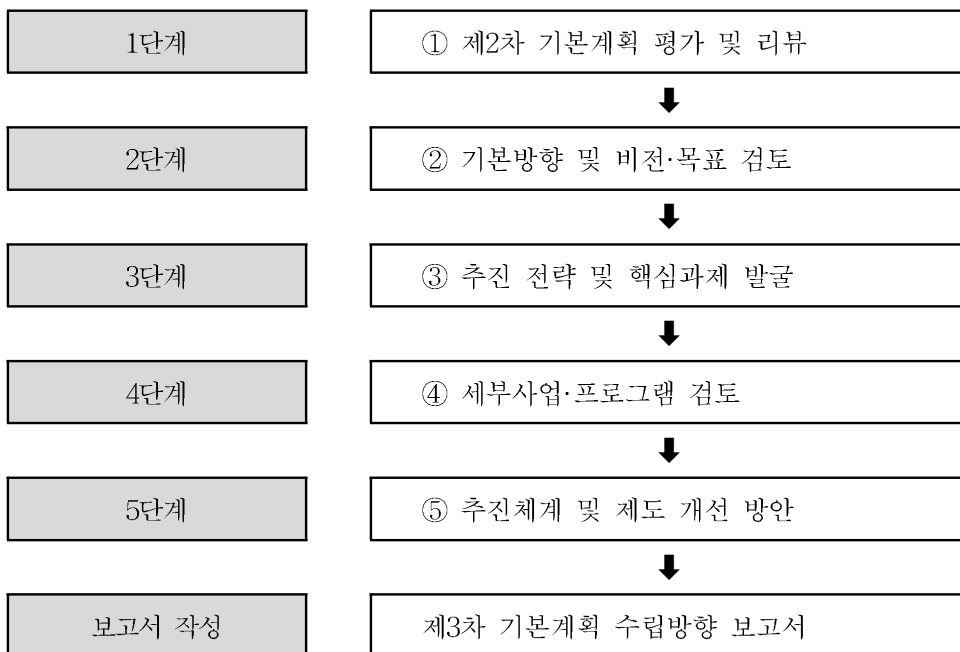 1단계
① 제2차 기본계획 평가 및 리뷰
2단계
② 기본방향 및 비전·목표 검토
3단계
③ 추진 전략 및 핵심과제 발굴
4단계
④ 세부사업·프로그램 검토
5단계
⑤ 추진체계 및 제도 개선 방안
보고서 작성
제3차 기본계획 수립방향 보고서